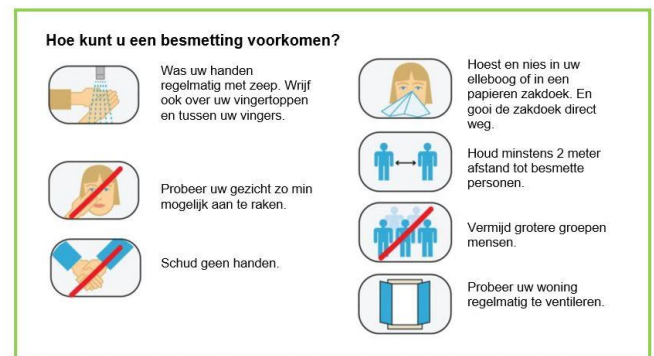 Hoe kunt u een besmetting voorkomen?
Was uw handen
regelmatig met zeep. Wrijf
ook over uw vingertoppen
en tussen uw vingers.
Probeer uw gezicht zo min
mogelijk aan te raken.
Schud geen handen.
Hoest en nies in uw
elleboog of in een
papieren zakdoek. En
gooi de zakdoek direct
weg.
Houd minstens 2 meter
afstand tot besmette
personen.
Vermijd grotere groepen
mensen.
Probeer uw woning
regelmatig te ventileren.